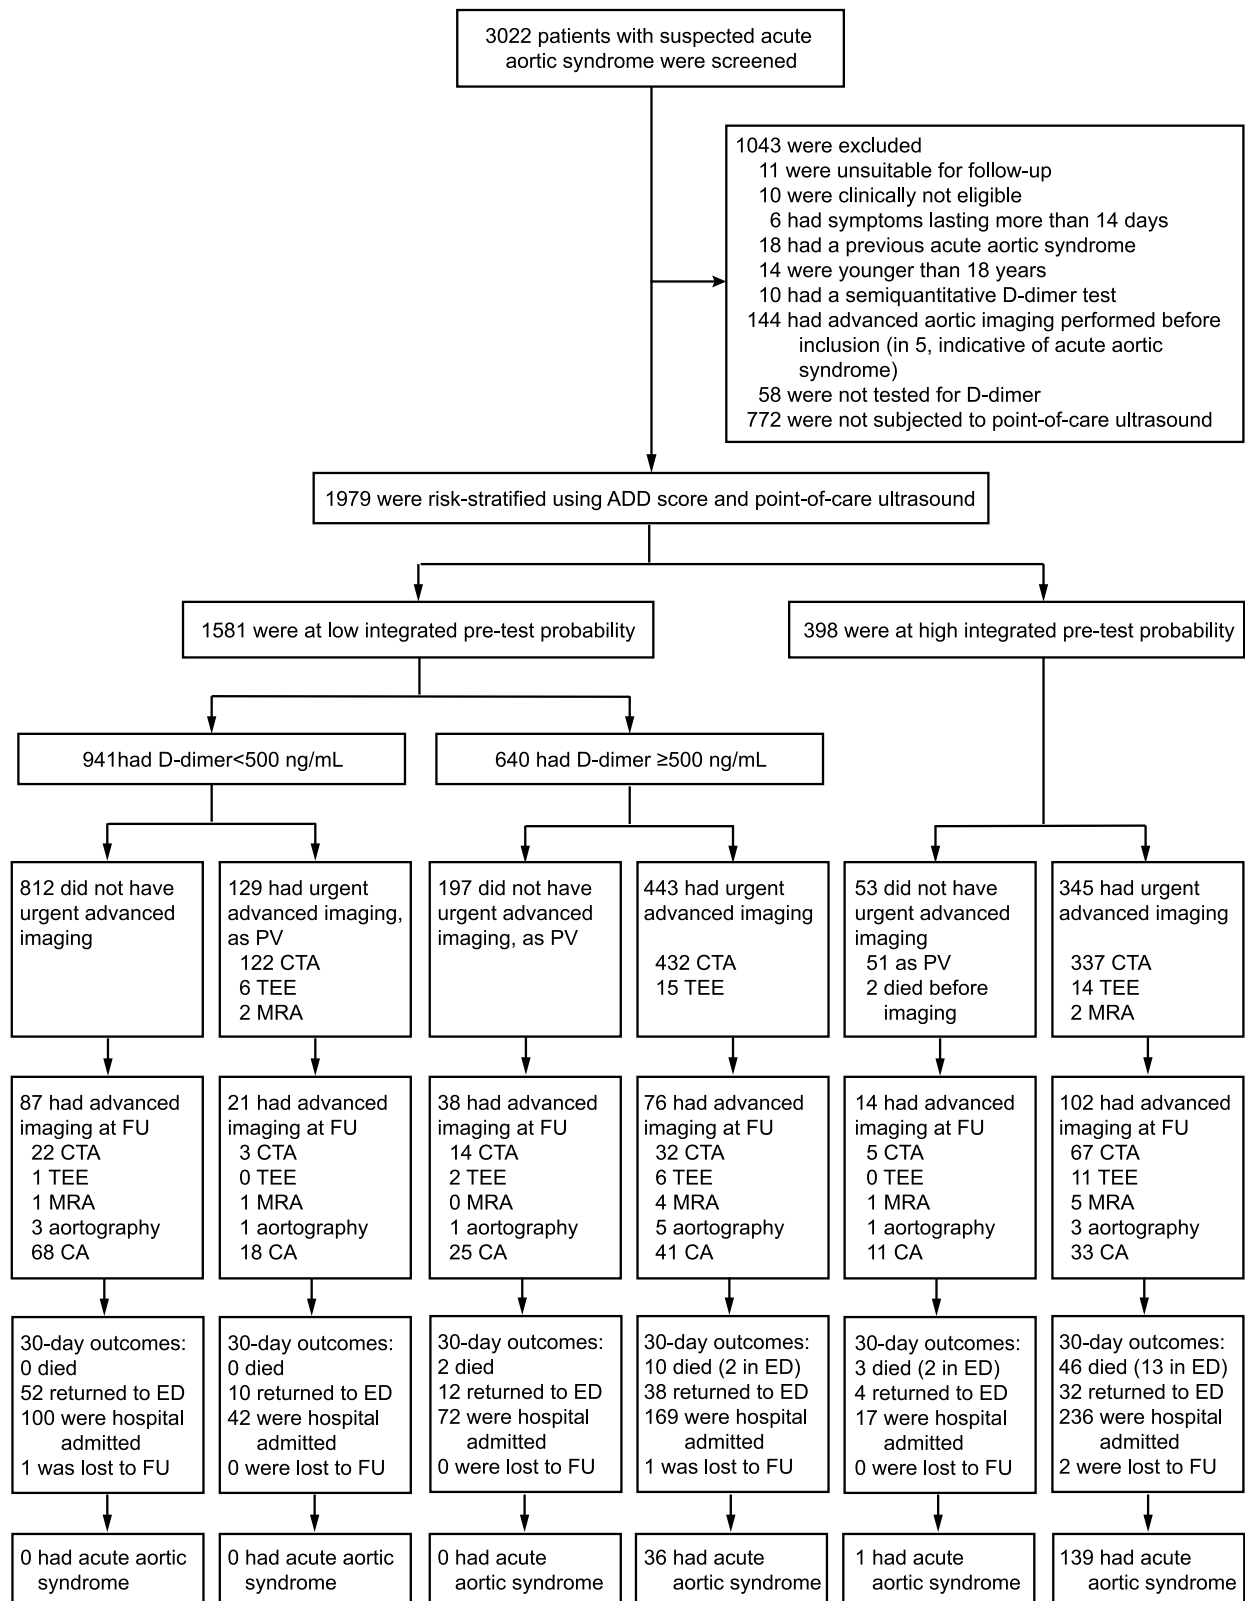 3022 patients with suspected acute
aortic syndrome were screened
1043 were excluded
11 were unsuitable for follow-up
10 were clinically not eligible
6 had symptoms lasting more than 14 days
18 had a previous acute aortic syndrome
14 were younger than 18 years
10 had a semiquantitative D-dimer test
144 had advanced aortic imaging performed before
inclusion (in 5, indicative of acute aortic
syndrome)
58 were not tested for D-dimer
772 were not subjected to point-of-care ultrasound
1979 were risk-stratified using ADD score and point-of-care ultrasound
1581 were at low integrated pre-test probability
398 were at high integrated pre-test probability
941had D-dimer<500 ng/mL
640 had D-dimer ≥500 ng/mL
812 did not have
urgent advanced
imaging
129 had urgent
advanced imaging,
as PV
122 CTA
6 TEE
2 MRA
197 did not have
urgent advanced
imaging, as PV
443 had urgent
advanced imaging
432 CTA
15 TEE
53 did not have
urgent advanced
imaging
51 as PV
2 died before
imaging
345 had urgent
advanced imaging
337 CTA
14 TEE
2 MRA
87 had advanced
imaging at FU
22 CTA
1 TEE
1 MRA
3 aortography
68 CA
21 had advanced
imaging at FU
3 CTA
0 TEE
1 MRA
1 aortography
18 CA
38 had advanced
imaging at FU
14 CTA
2 TEE
0 MRA
1 aortography
25 CA
76 had advanced
imaging at FU
32 CTA
6 TEE
4 MRA
5 aortography
41 CA
14 had advanced
imaging at FU
5 CTA
0 TEE
1 MRA
1 aortography
11 CA
102 had advanced
imaging at FU
67 CTA
11 TEE
5 MRA
3 aortography
33 CA
30-day outcomes:
0 died
52 returned to ED
100 were hospital
admitted
1 was lost to FU
30-day outcomes:
0 died
10 returned to ED
42 were hospital
admitted
0 were lost to FU
30-day outcomes:
2 died
12 returned to ED
72 were hospital
admitted
0 were lost to FU
30-day outcomes:
10 died (2 in ED)
38 returned to ED
169 were hospital
admitted
1 was lost to FU
30-day outcomes:
3 died (2 in ED)
4 returned to ED
17 were hospital
admitted
0 were lost to FU
30-day outcomes:
46 died (13 in ED)
32 returned to ED
236 were hospital
admitted
2 were lost to FU
0 had acute aortic
syndrome
0 had acute aortic
syndrome
0 had acute
aortic syndrome
36 had acute
aortic syndrome
1 had acute
aortic syndrome
139 had acute
aortic syndrome